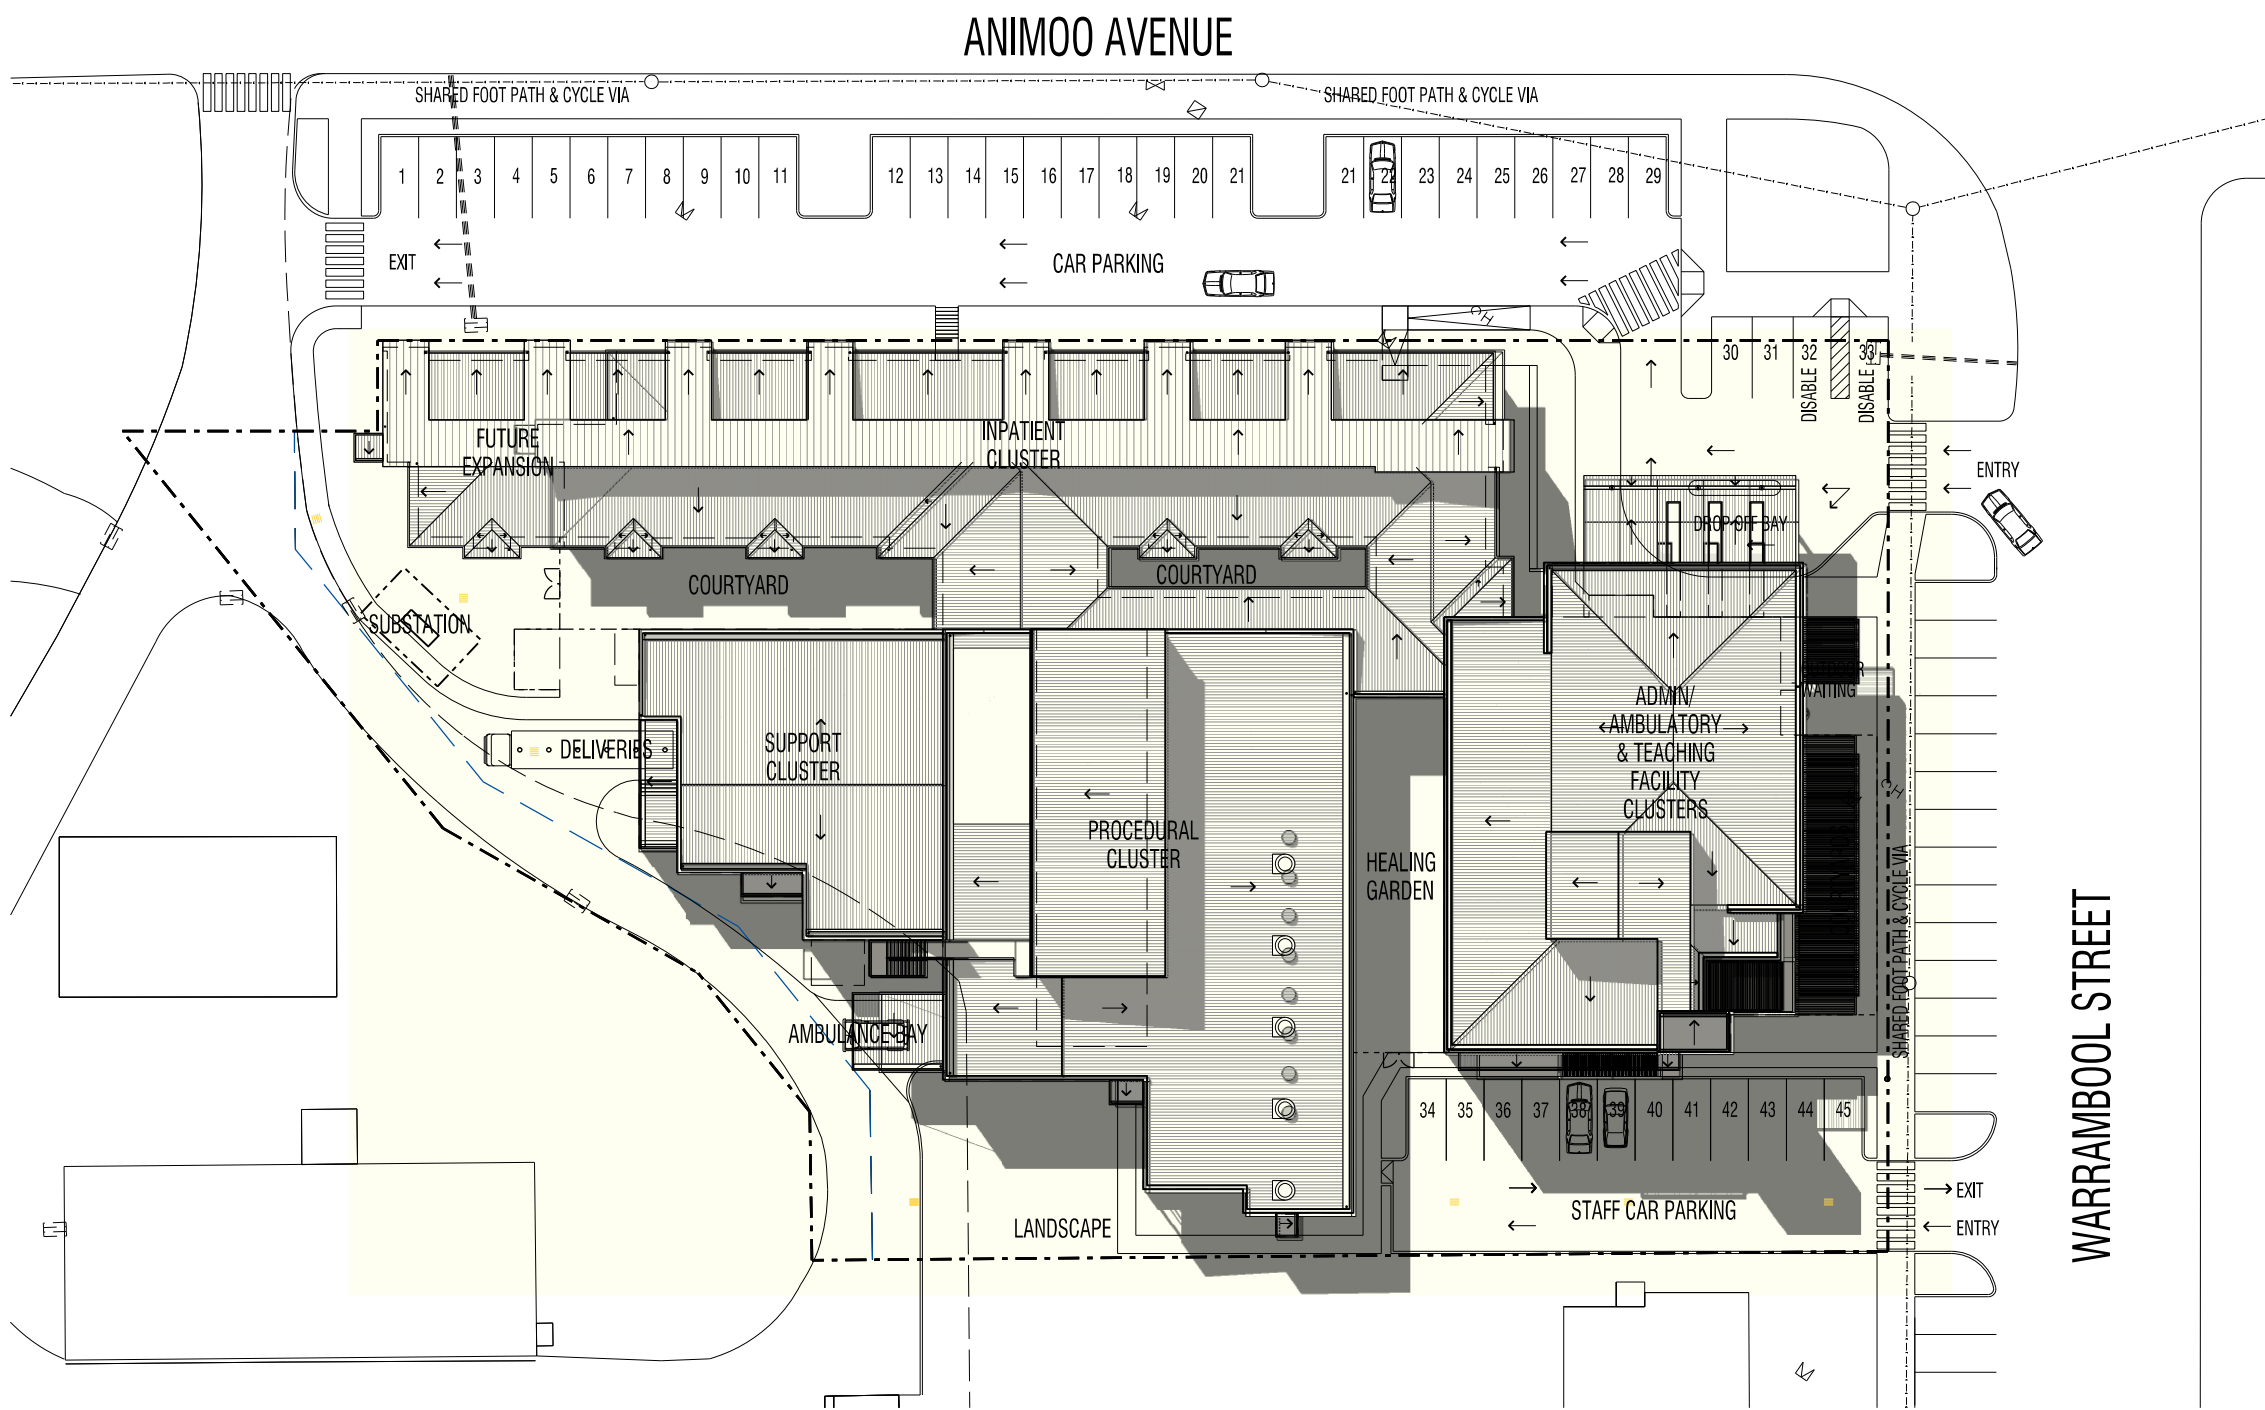 ANIMOO AVENUE
SHARED FOOT PATH & CYCLE VIA
SHARED FOOT PATH & CYCLE VIA
1 2 3 4 5 6 7 8 9 10 11
12 13 14 15 16 17 18 19 20 21
21 22 23 24 25 26 27 28 29
EXIT
CAR PARKING
CH
30 31 32 33
DISABLE
DISABLE
FUTURE
EXPANSION
INPATIENT
CLUSTER
ENTRY
DROP OFF BAY
COURTYARD
COURTYARD
SUBSTATION
WAITING
ADMIN/
AMBULATORY
& TEACHING
FACILITY
CLUSTERS
DELIVERIES
SUPPORT
CLUSTER
CH
PROCEDURAL
CLUSTER
HEALING
GARDEN
SHARED FOOT PATH & CYCLE VIA
WARRAMBOOL STREET
AMBULANCE BAY
34 35 36 37 38 39 40 41 42 43 44 45
EXIT
STAFF CAR PARKING
LANDSCAPE
ENTRY